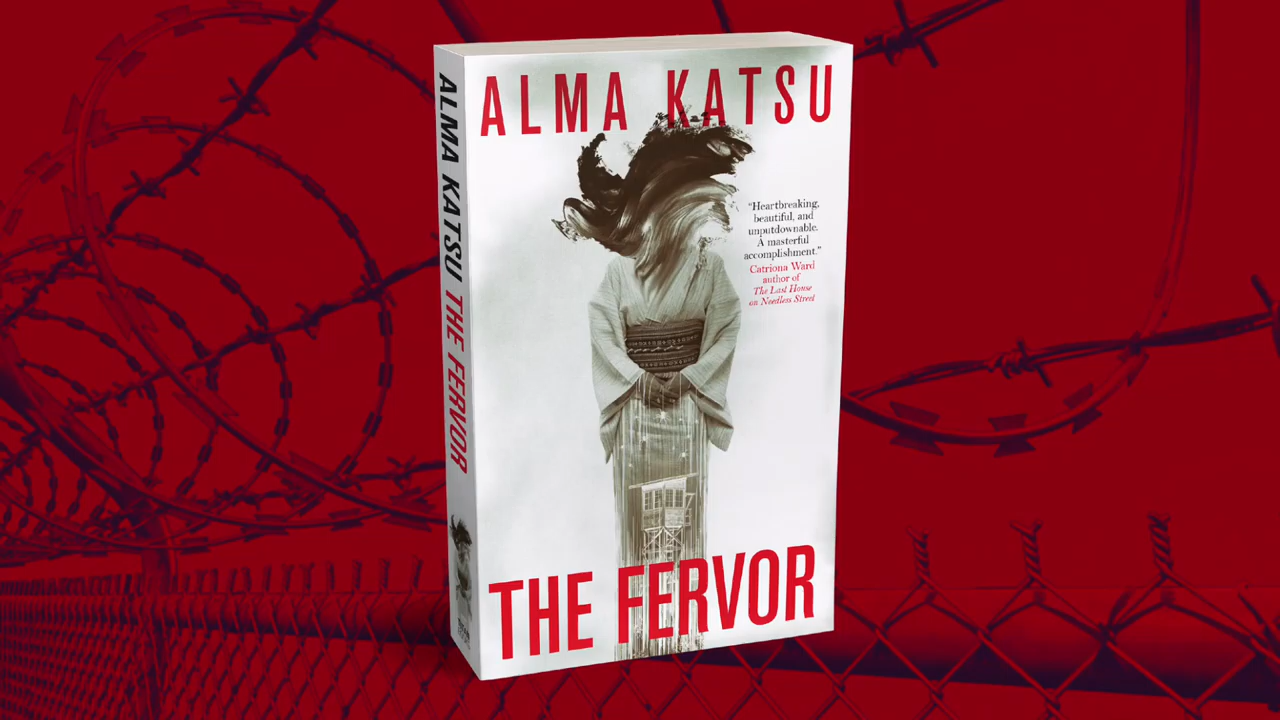 ALMA KATSU
ALMA KATSU THE FERVOR
“Heartbreaking,
beautiful, and
unputdownable.
A masterful
accomplishment.”
Catriona Ward
author of
The Last House
on Needless Street
THE FERVOR